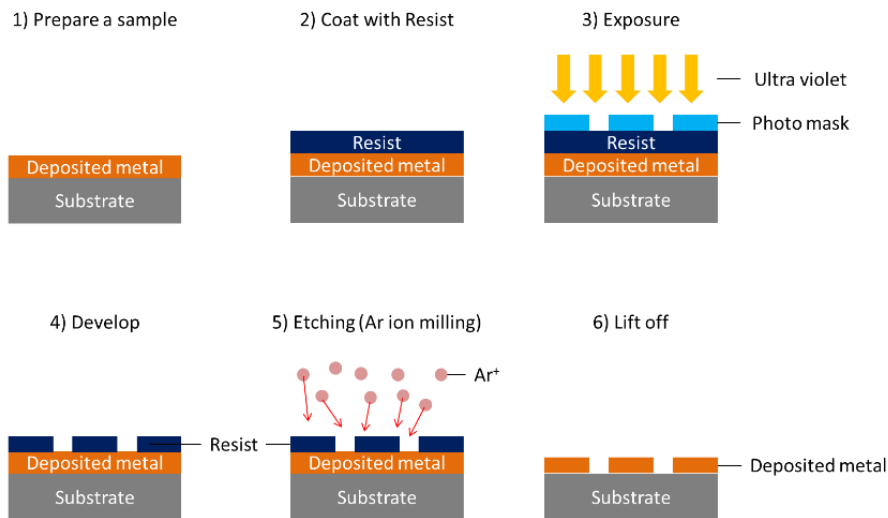 1) Prepare a sample
2) Coat with Resist
3) Exposure
Ultra violet
Photo mask
Resist
Resist
Deposited metal
Deposited metal
Deposited metal
Substrate
Substrate
Substrate
4) Develop
5) Etching (Ar ion milling)
6) Lift off
Ar⁺
Resist
Deposited metal
Deposited metal
Deposited metal
Substrate
Substrate
Substrate